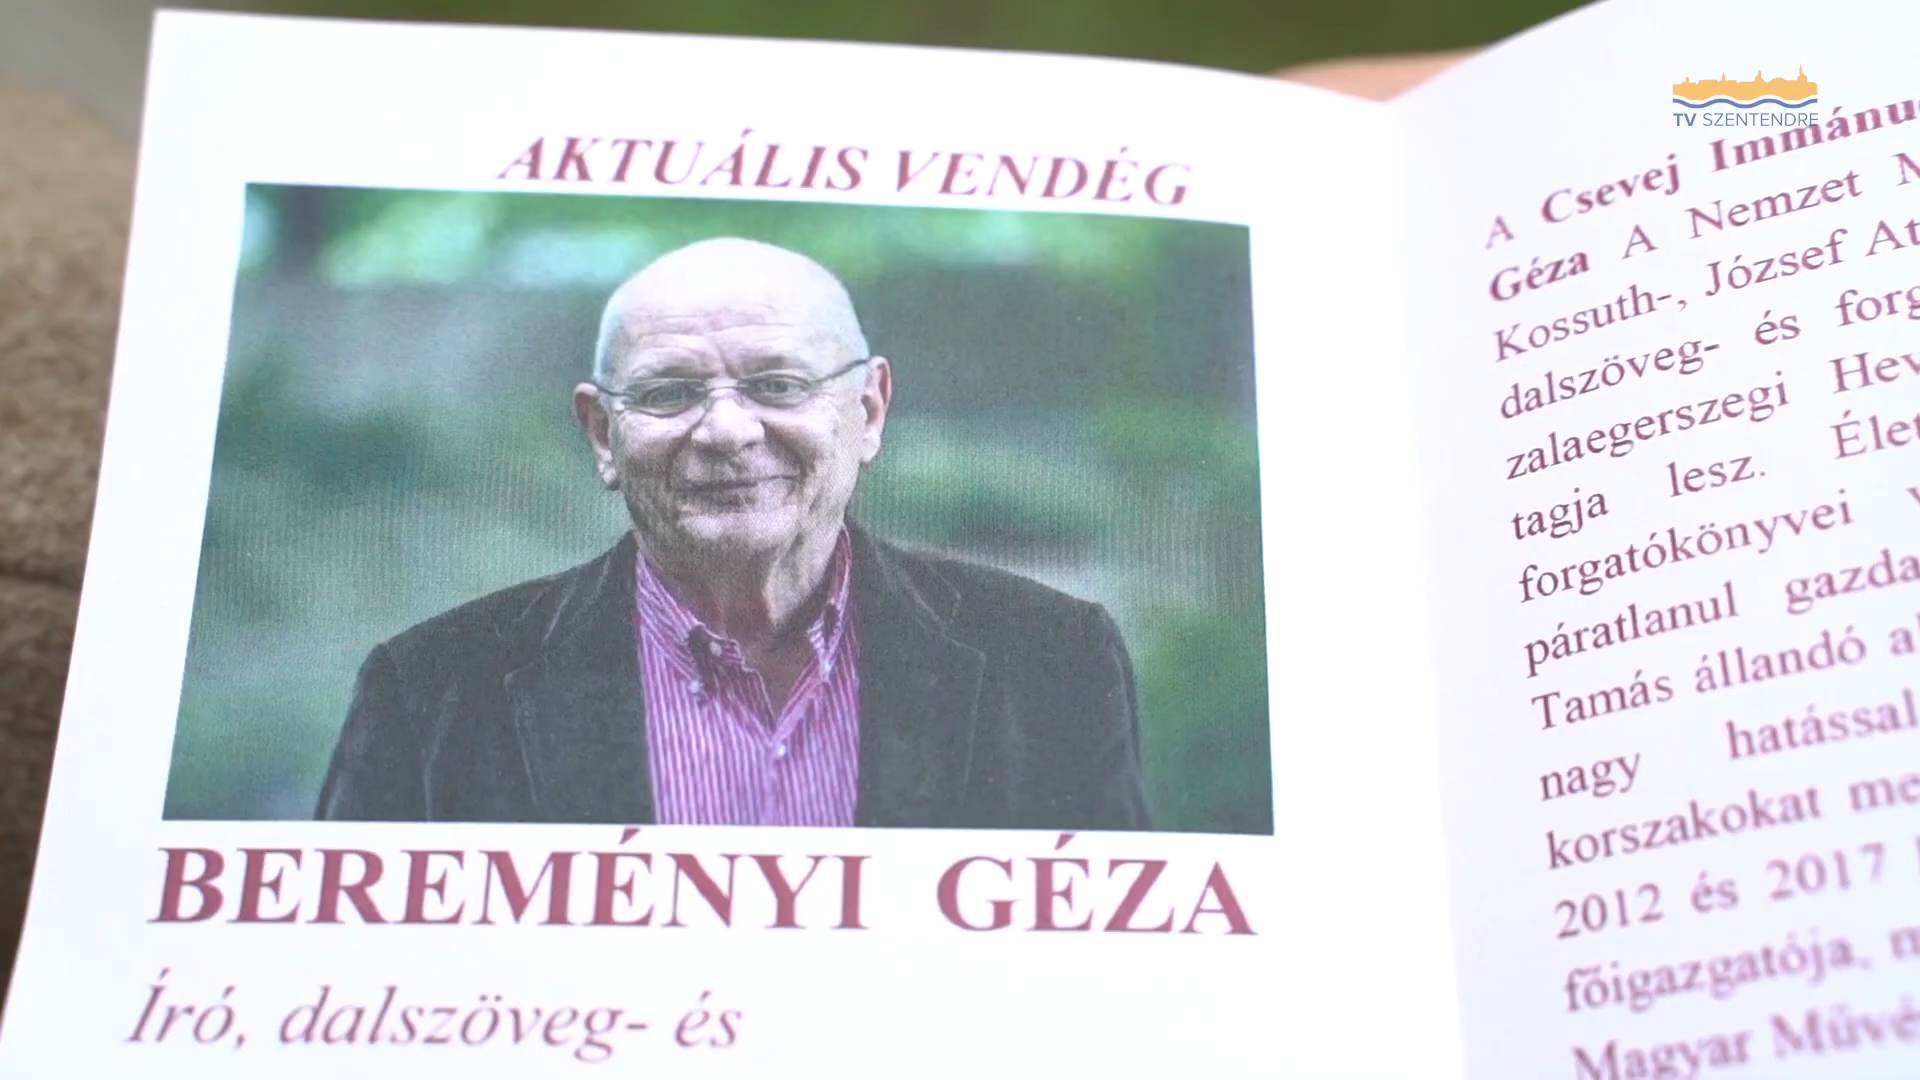 AKTUÁLIS VENDÉG
BEREMÉNYI GÉZA
Író, dalszöveg- és
TV SZENTENDRE
A Csevej
Géza A Nemzet
Kossuth-, József
dalszöveg- és
zalaegerszegi
tagja lesz.
forgatókönyvei
páratlanul
Tamás állandó
nagy hatással
korszakokat
2012 és 2017
főigazgatója,
Magyar